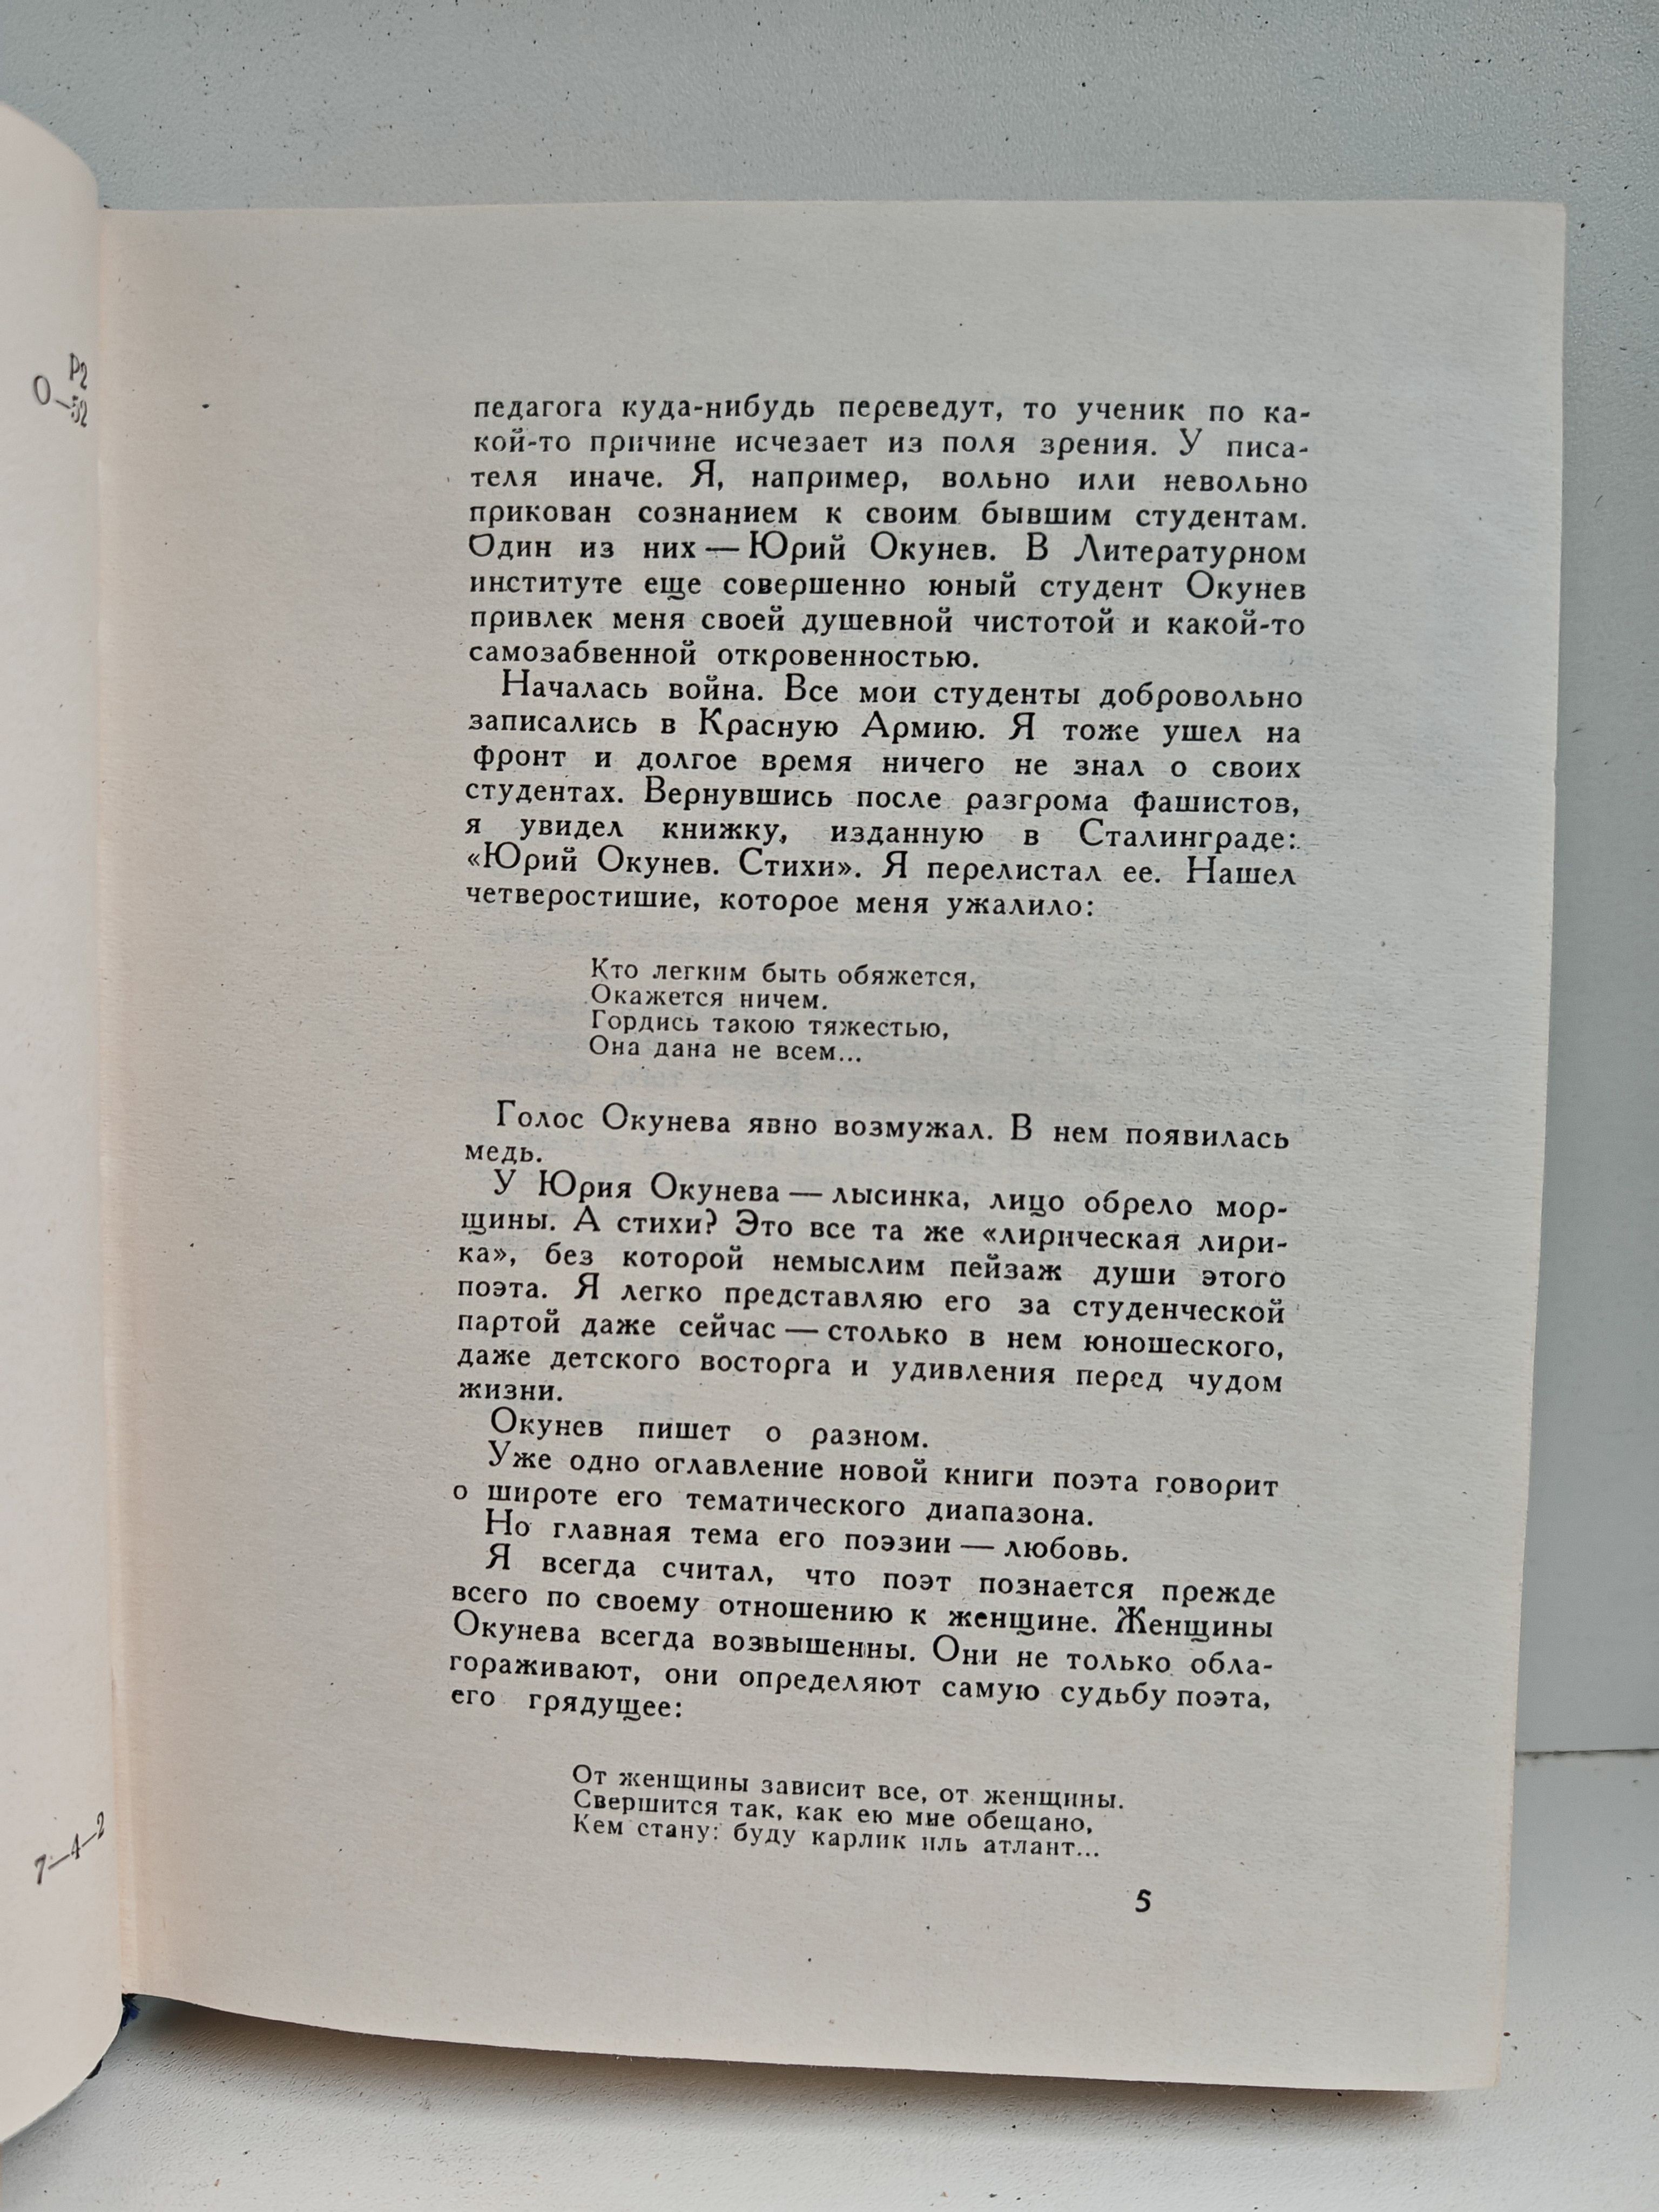 О Р2
—52
7—4—2
педагога куда-нибудь переведут, то ученик по ка-
кой-то причине исчезает из поля зрения. У писа-
теля иначе. Я, например, вольно или невольно
прикован сознанием к своим бывшим студентам.
Один из них — Юрий Окунев. В Литературном
институте еще совершенно юный студент Окунев
привлек меня своей душевной чистотой и какой-то
самозабвенной откровенностью.
Началась война. Все мои студенты добровольно
записались в Красную Армию. Я тоже ушел на
фронт и долгое время ничего не знал о своих
студентах. Вернувшись после разгрома фашистов,
я увидел книжку, изданную в Сталинграде:
«Юрий Окунев. Стихи». Я перелистал ее. Нашел
четверостишие, которое меня ужалило:
Кто легким быть обяжется,
Окажется ничем.
Гордись такою тяжестью,
Она дана не всем...
Голос Окунева явно возмужал. В нем появилась
медь.
У Юрия Окунева — лысинка, лицо обрело мор-
щины. А стихи? Это все та же «лирическая лири-
ка», без которой немыслим пейзаж души этого
поэта. Я легко представляю его за студенческой
партой даже сейчас — столько в нем юношеского,
даже детского восторга и удивления перед чудом
жизни.
Окунев пишет о разном.
Уже одно оглавление новой книги поэта говорит
о широте его тематического диапазона.
Но главная тема его поэзии — любовь.
Я всегда считал, что поэт познается прежде
всего по своему отношению к женщине. Женщины
Окунева всегда возвышенны. Они не только обла-
гораживают, они определяют самую судьбу поэта,
его грядущее:
От женщины зависит все, от женщины.
Свершится так, как ею мне обещано,
Кем стану: буду карлик иль атлант...
5